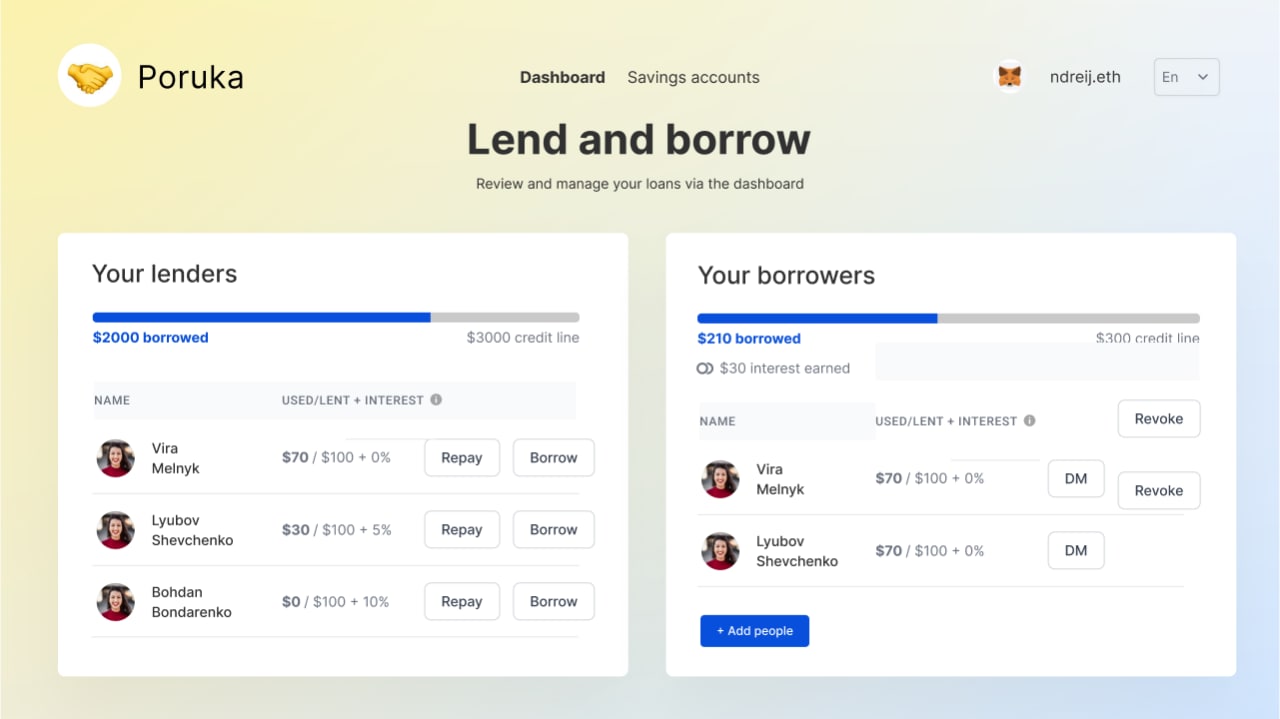 Poruka
Dashboard Savings accounts
ndreij.eth
En
Lend and borrow
Review and manage your loans via the dashboard
Your lenders
$2000 borrowed $3000 credit line
NAME USED/LENT + INTEREST
Vira
Melnyk
$70 / $100 + 0% Repay Borrow
Lyubov
Shevchenko
$30 / $100 + 5% Repay Borrow
Bohdan
Bondarenko
$0 / $100 + 10% Repay Borrow
Your borrowers
$210 borrowed $300 credit line
$30 interest earned
NAME USED/LENT + INTEREST
Revoke
Vira
Melnyk
$70 / $100 + 0% DM
Revoke
Lyubov
Shevchenko
$70 / $100 + 0% DM
+ Add people